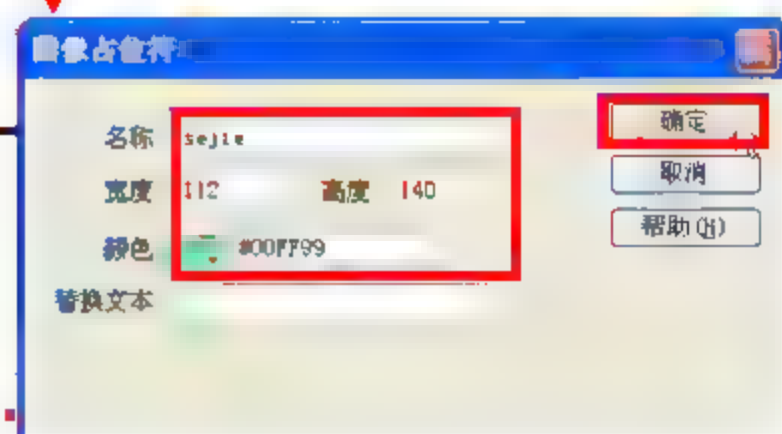 图像占位符
名称 sejie 确定
宽度 112 高度 140 取消
颜色 #00FF99 帮助(H)
替换文本